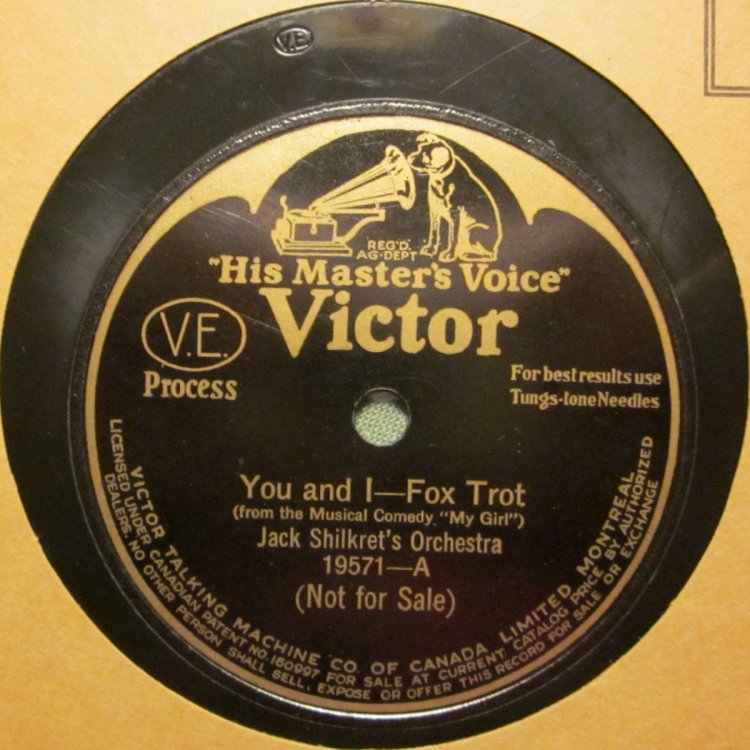 V.E.
REG'D.
AG-DEPT
"His Master's Voice"
Victor
V.E.
Process
For best results use
Tungs-tone Needles
You and I—Fox Trot
(from the Musical Comedy "My Girl")
Jack Shilkret's Orchestra
19571—A
(Not for Sale)
VICTOR TALKING MACHINE CO. OF CANADA, LIMITED, MONTREAL
LICENSED UNDER CANADIAN PATENT NO 160997 FOR SALE AT CURRENT CATALOG PRICE BY AUTHORIZED
DEALERS. NO OTHER PERSON SHALL SELL, EXPOSE OR OFFER THIS RECORD FOR SALE OR EXCHANGE